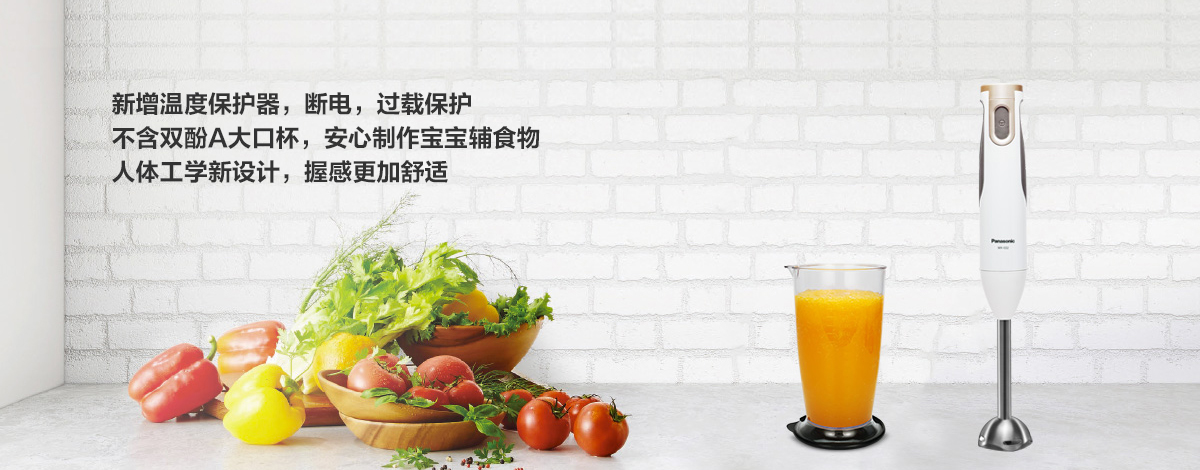 新增温度保护器，断电，过载保护
不含双酚A大口杯，安心制作宝宝辅食物
人体工学新设计，握感更加舒适
Panasonic